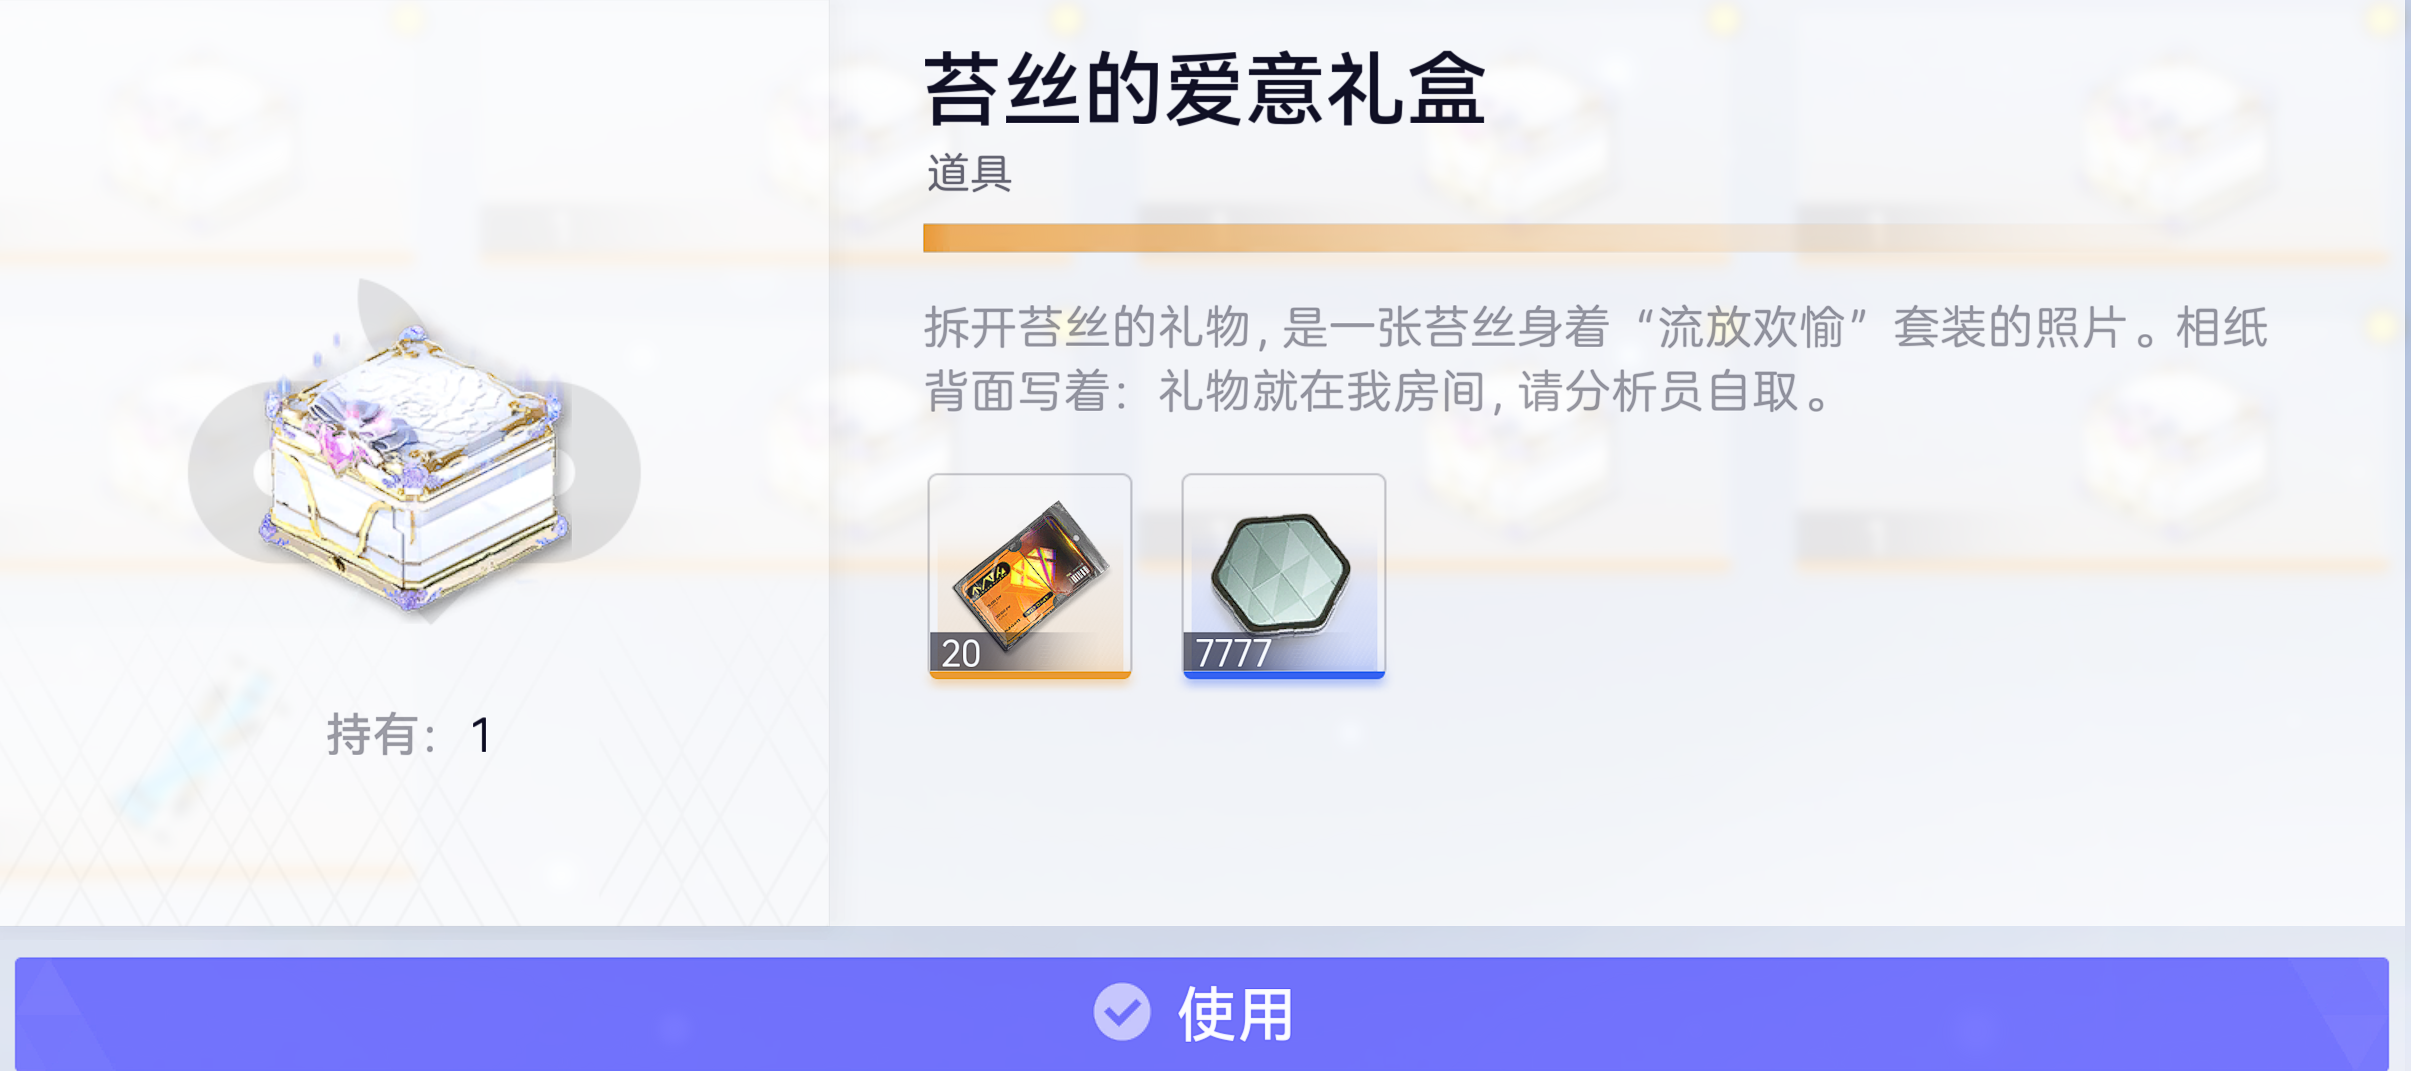 苔丝的爱意礼盒
道具
拆开苔丝的礼物，是一张苔丝身着“流放欢愉”套装的照片。相纸
背面写着：礼物就在我房间，请分析员自取。
20
7777
持有：1
使用